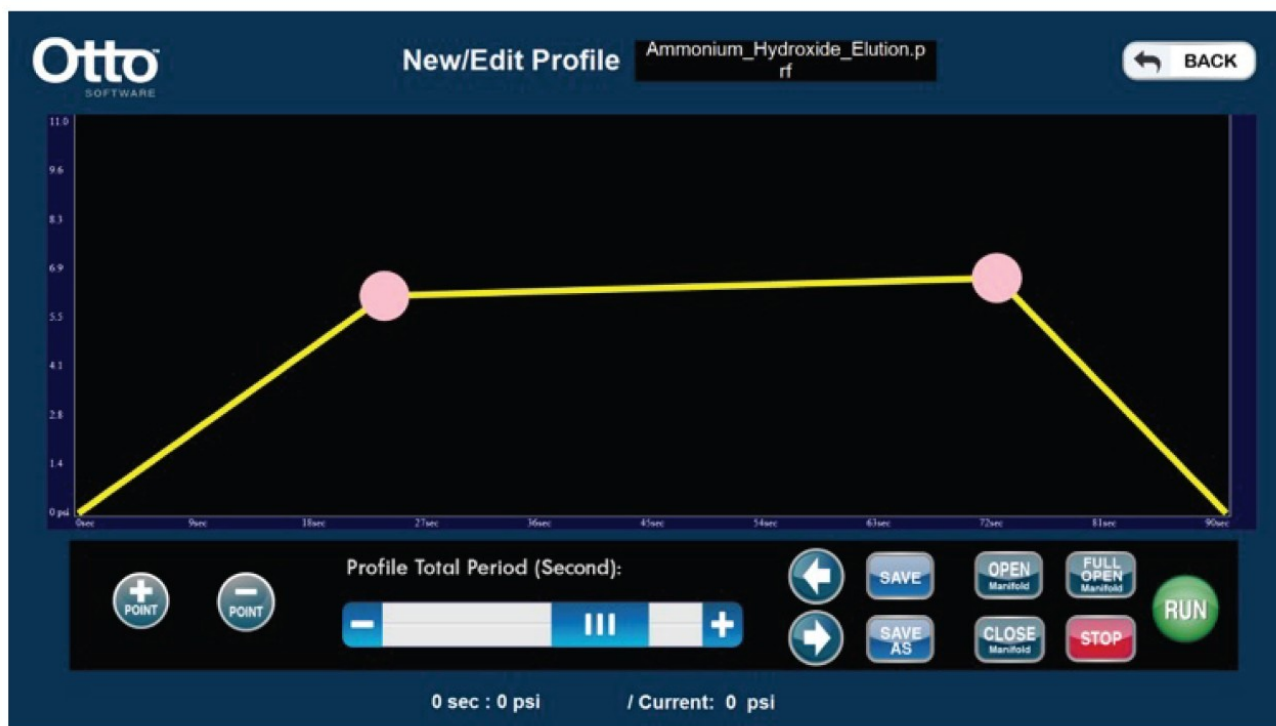 Otto™
SOFTWARE
New/Edit Profile
Ammonium_Hydroxide_Elution.p
rf
BACK
11.0
9.6
8.3
6.9
5.5
4.1
2.8
1.4
0 psi
0sec 9sec 18sec 27sec 36sec 45sec 54sec 63sec 72sec 81sec 90sec
Profile Total Period (Second):
+
POINT
−
POINT
−
+
SAVE
OPEN
Manifold
FULL
OPEN
Manifold
RUN
SAVE
AS
CLOSE
Manifold
STOP
0 sec : 0 psi / Current: 0 psi